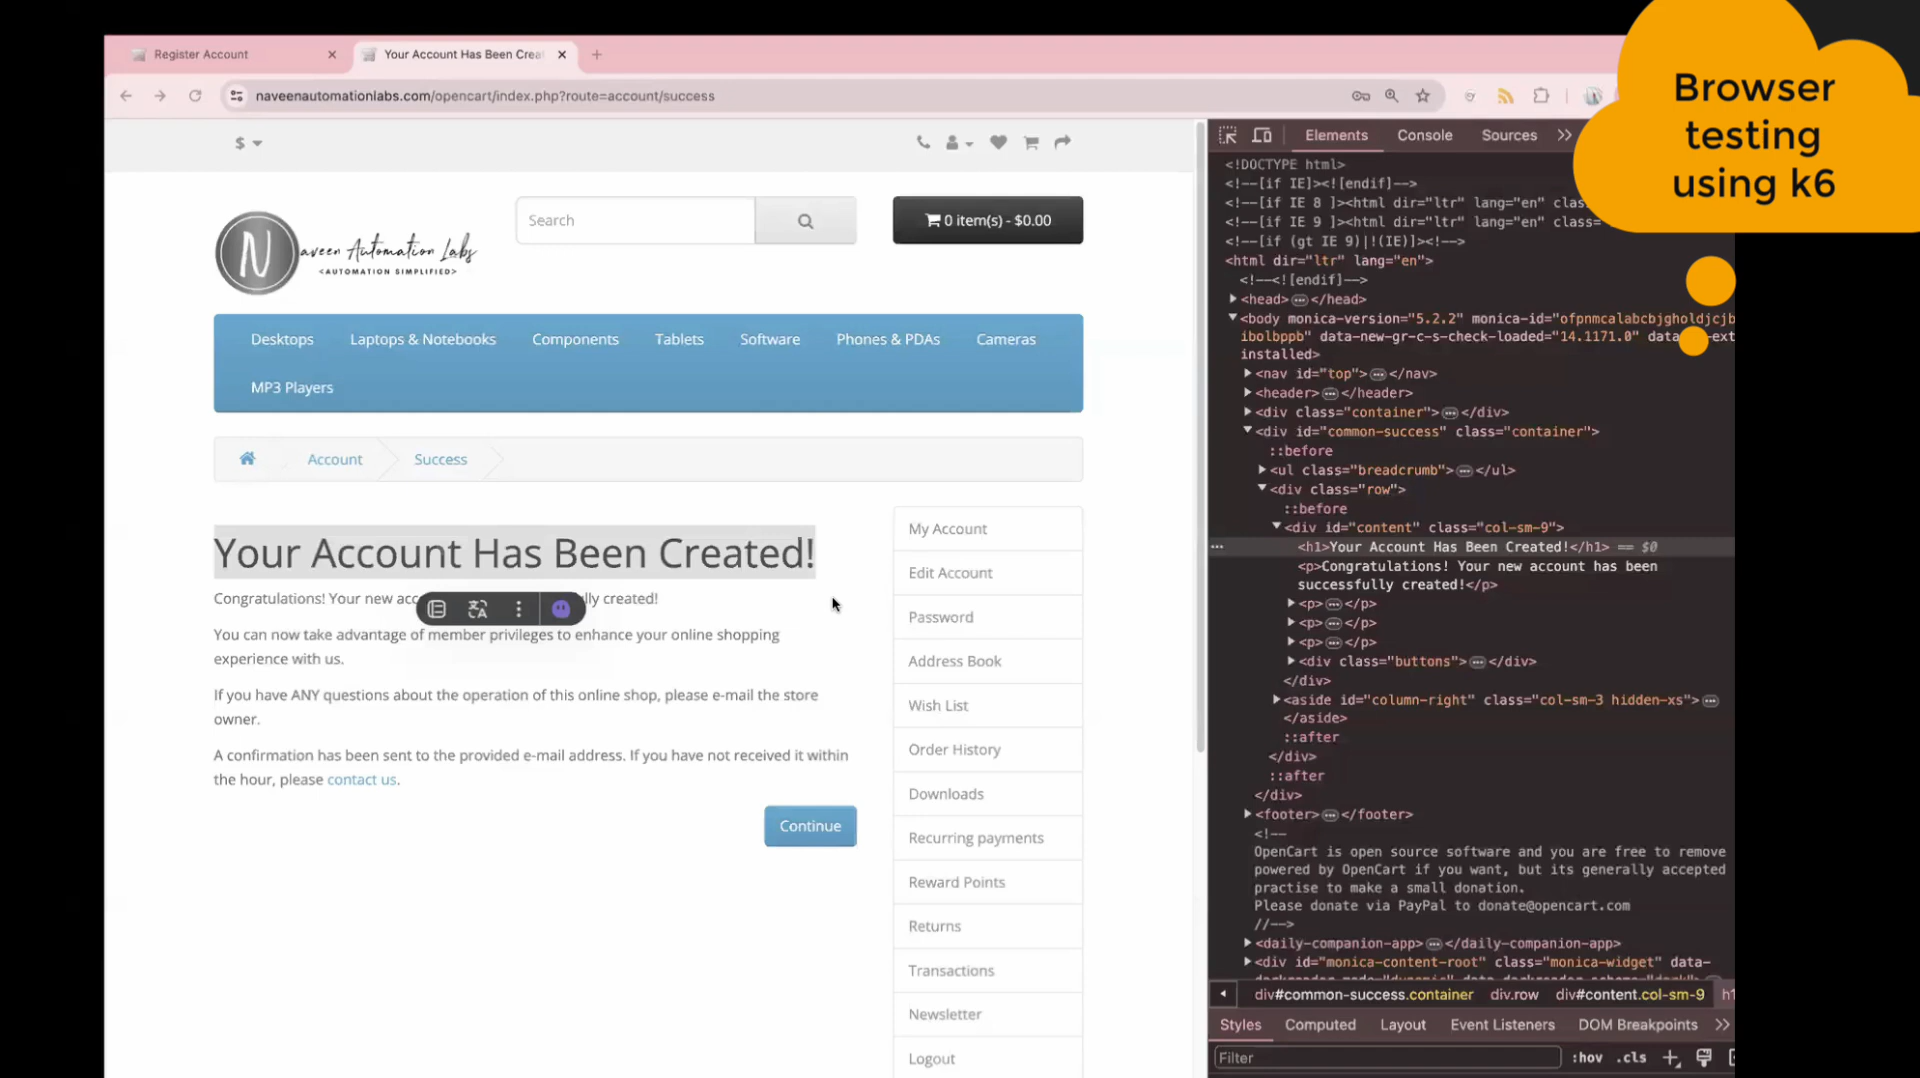 Register Account
Your Account Has Been Crea
naveenautomationlabs.com/opencart/index.php?route=account/success
Browser
testing
using k6
$
Search
0 item(s) - $0.00
N
aveen Automation Labs
<AUTOMATION SIMPLIFIED>
Desktops
Laptops & Notebooks
Components
Tablets
Software
Phones & PDAs
Cameras
MP3 Players
Account
Success
Your Account Has Been Created!
Congratulations! Your new acc
ly created!
You can now take advantage of member privileges to enhance your online shopping
experience with us.
If you have ANY questions about the operation of this online shop, please e-mail the store
owner.
A confirmation has been sent to the provided e-mail address. If you have not received it within
the hour, please contact us.
Continue
My Account
Edit Account
Password
Address Book
Wish List
Order History
Downloads
Recurring payments
Reward Points
Returns
Transactions
Newsletter
Logout
Elements
Console
Sources
<!DOCTYPE html>
<!--[if IE]><![endif]-->
<!--[if IE 8 ]><html dir="ltr" lang="en" clas
<!--[if IE 9 ]><html dir="ltr" lang="en" class=
<!--[if (gt IE 9)|!(IE)]><!-->
<html dir="ltr" lang="en">
<!--<![endif]-->
<head></head>
<body monica-version="5.2.2" monica-id="ofpnmcalabcbjgholdjcjb
ibolbppb" data-new-gr-c-s-check-loaded="14.1171.0" data ext
installed>
<nav id="top"></nav>
<header></header>
<div class="container"></div>
<div id="common-success" class="container">
::before
<ul class="breadcrumb"></ul>
<div class="row">
::before
<div id="content" class="col-sm-9">
<h1>Your Account Has Been Created!</h1> == $0
<p>Congratulations! Your new account has been
successfully created!</p>
<p></p>
<p></p>
<p></p>
<div class="buttons"></div>
</div>
<aside id="column-right" class="col-sm-3 hidden-xs">
</aside>
::after
</div>
::after
</div>
<footer></footer>
<!--
OpenCart is open source software and you are free to remove
powered by OpenCart if you want, but its generally accepted
practise to make a small donation.
Please donate via PayPal to donate@opencart.com
//-->
<daily-companion-app></daily-companion-app>
<div id="monica-content-root" class="monica-widget" data-
div#common-success.container
div.row
div#content.col-sm-9
h1
Styles
Computed
Layout
Event Listeners
DOM Breakpoints
Filter
:hov
.cls